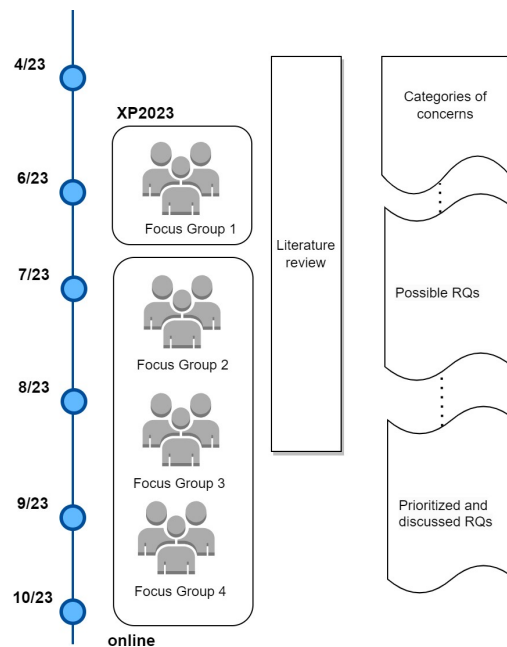 4/23
6/23
7/23
8/23
9/23
10/23
XP2023
Focus Group 1
Focus Group 2
Focus Group 3
Focus Group 4
online
Literature
review
Categories of
concerns
Possible RQs
Prioritized and
discussed RQs